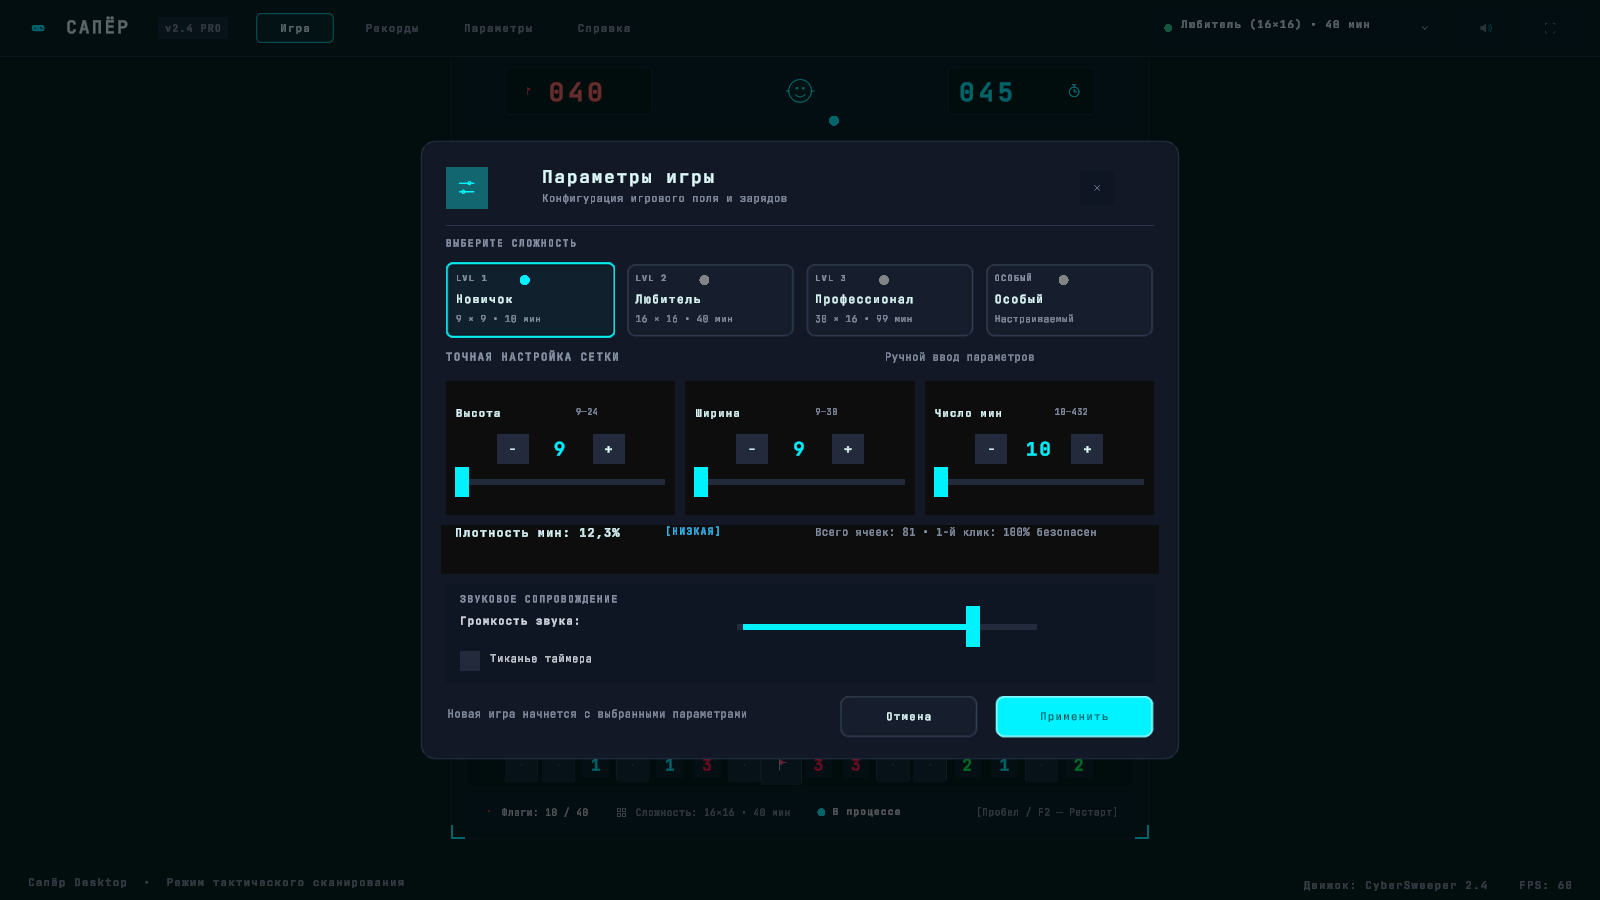 САПЁР
v2.4 PRO
Игра
Рекорды
Параметры
Справка
Любитель (16×16) • 40 мин
040
045
Параметры игры
×
Конфигурация игрового поля и зарядов
ВЫБЕРИТЕ СЛОЖНОСТЬ
LVL 1
Новичок
9 × 9 • 10 мин
LVL 2
Любитель
16 × 16 • 40 мин
LVL 3
Профессионал
30 × 16 • 99 мин
ОСОБЫЙ
Особый
Настраиваемый
ТОЧНАЯ НАСТРОЙКА СЕТКИ
Ручной ввод параметров
Высота
9–24
- 9 +
Ширина
9–30
- 9 +
Число мин
10–432
- 10 +
Плотность мин: 12,3%
[НИЗКАЯ]
Всего ячеек: 81 • 1-й клик: 100% безопасен
ЗВУКОВОЕ СОПРОВОЖДЕНИЕ
Громкость звука:
Тиканье таймера
Новая игра начнется с выбранными параметрами
Отмена
Применить
1 1 3 3 3 2 1 2
Флаги: 10 / 40
Сложность: 16×16 • 40 мин
В процессе
[Пробел / F2 — Рестарт]
Сапёр Desktop • Режим тактического сканирования
Движок: CyberSweeper 2.4
FPS: 60